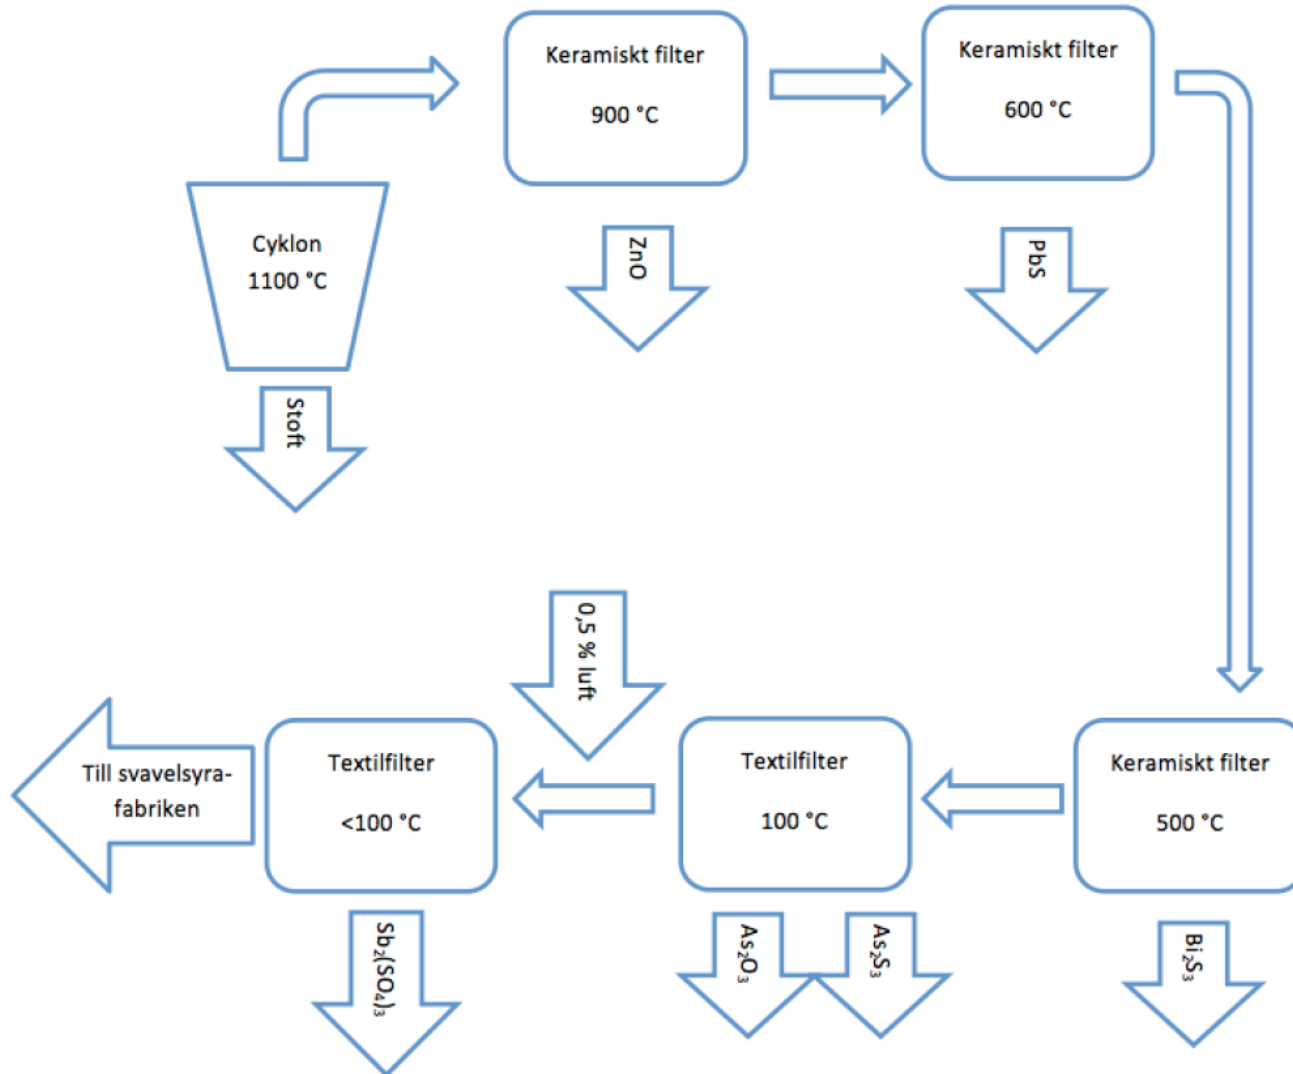 Keramiskt filter
900 °C
Keramiskt filter
600 °C
Cyklon
1100 °C
ZnO
PbS
Stoft
0,5 % luft
Till svavelsyra-
fabriken
Textilfilter
<100 °C
Textilfilter
100 °C
Keramiskt filter
500 °C
Sb₂(SO₄)₃
As₂O₃
As₂S₃
Bi₂S₃